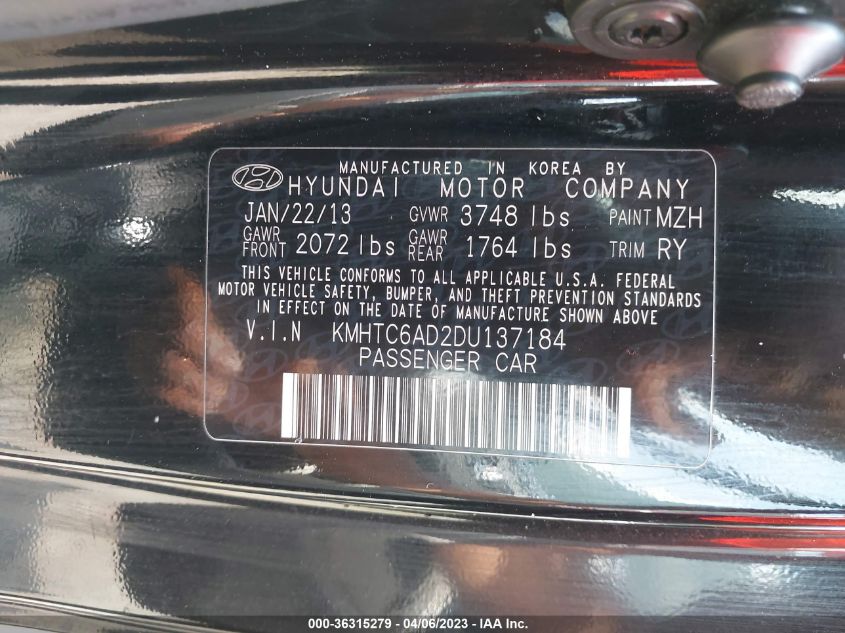 MANUFACTURED IN KOREA BY
HYUNDAI MOTOR COMPANY
JAN/22/13 GVWR 3748 lbs PAINT MZH
GAWR FRONT 2072 lbs GAWR REAR 1764 lbs TRIM RY
THIS VEHICLE CONFORMS TO ALL APPLICABLE U.S.A. FEDERAL
MOTOR VEHICLE SAFETY, BUMPER, AND THEFT PREVENTION STANDARDS
IN EFFECT ON THE DATE OF MANUFACTURE SHOWN ABOVE
V.I.N KMHTC6AD2DU137184
PASSENGER CAR
000-36315279 - 04/06/2023 - IAA Inc.